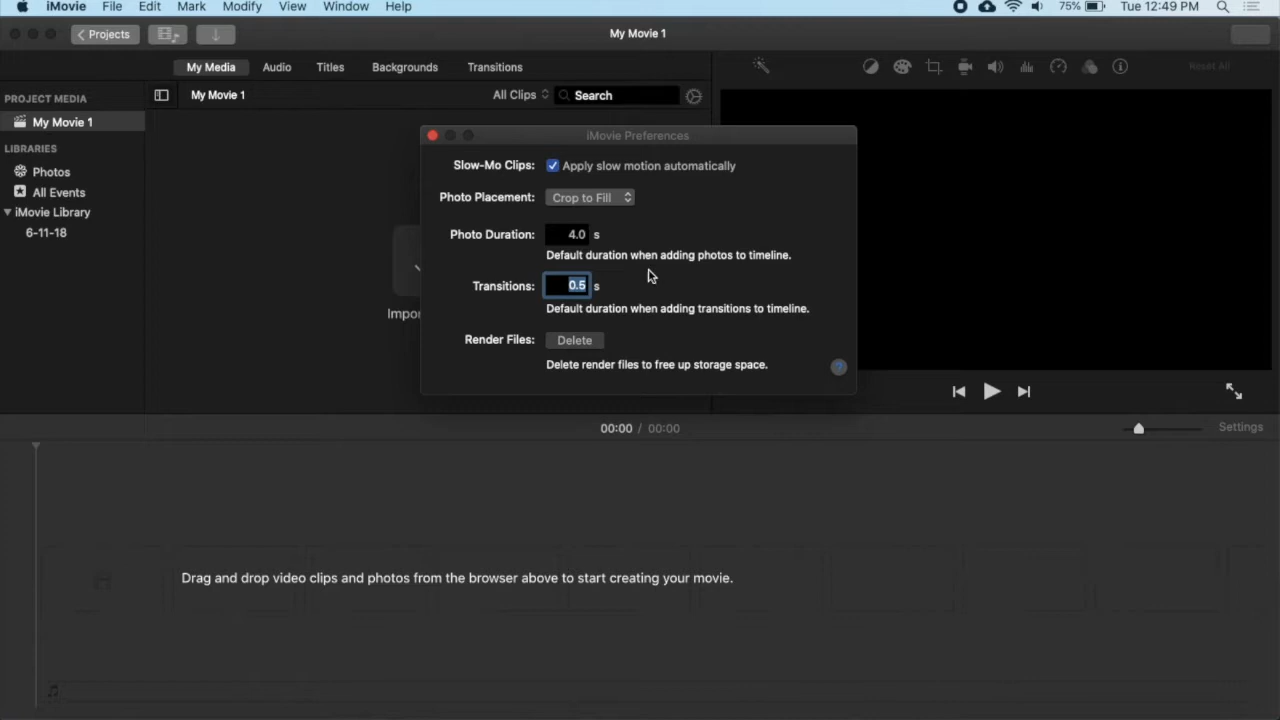 iMovie File Edit Mark Modify View Window Help 75% Tue 12:49 PM
Projects My Movie 1
My Media Audio Titles Backgrounds Transitions Reset All
PROJECT MEDIA My Movie 1 All Clips Search
My Movie 1
LIBRARIES
Photos
All Events
iMovie Library
6-11-18
Impor
iMovie Preferences
Slow-Mo Clips: Apply slow motion automatically
Photo Placement: Crop to Fill
Photo Duration: 4.0 s
Default duration when adding photos to timeline.
Transitions: 0.5 s
Default duration when adding transitions to timeline.
Render Files: Delete
Delete render files to free up storage space. ?
00:00 / 00:00 Settings
Drag and drop video clips and photos from the browser above to start creating your movie.